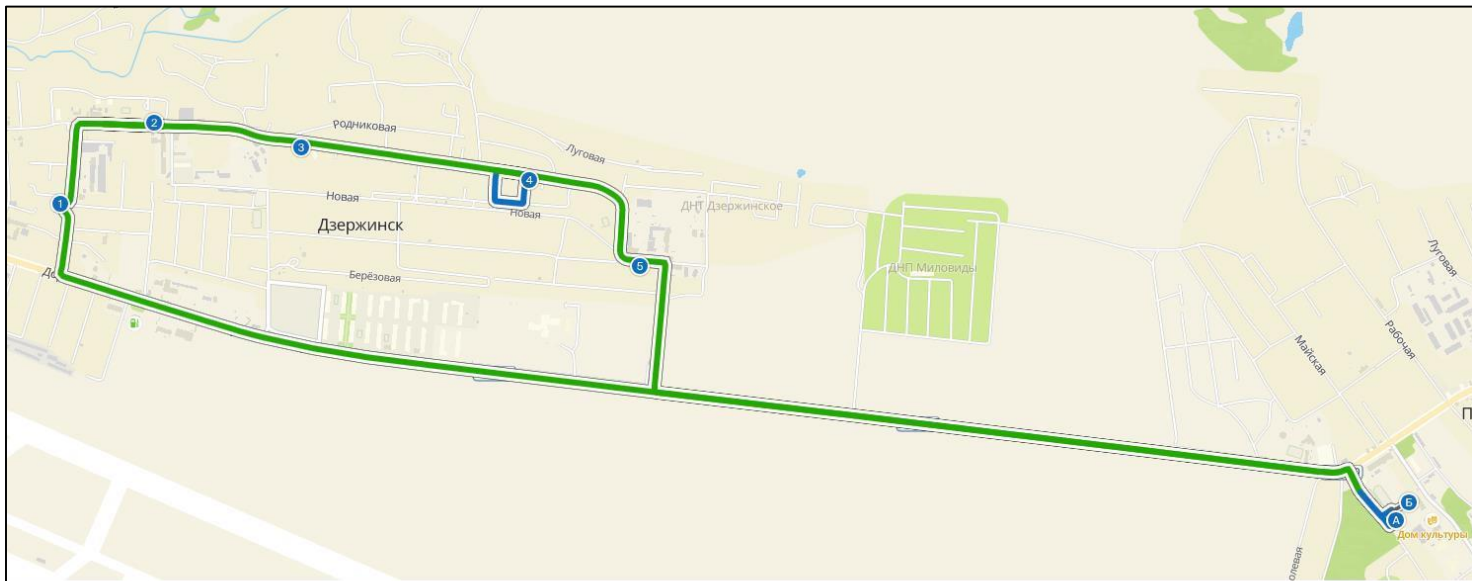 2
Родниковая
3
Луговая
4
Новая
Новая
1
ДНТ Дзержинское
Дзержинск
Луговая
5
ДНП Миловиды
Берёзовая
Рабочая
Майская
П
Б
А
Дом культуры